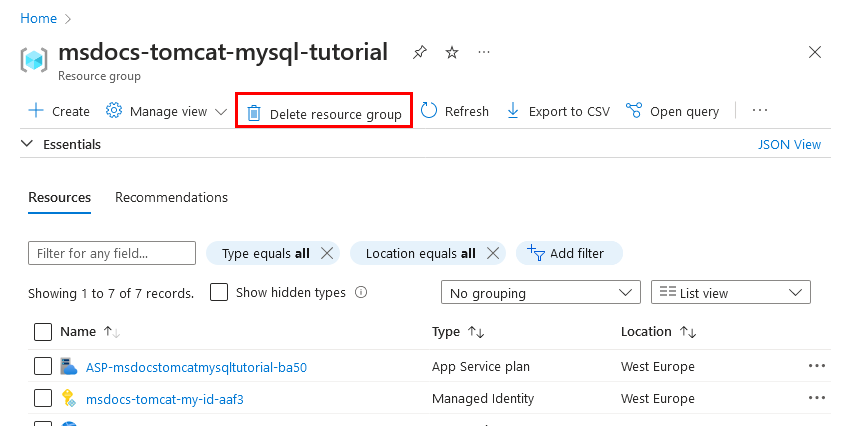 Home
msdocs-tomcat-mysql-tutorial
Resource group
Create Manage view Delete resource group Refresh Export to CSV Open query
Essentials JSON View
Resources Recommendations
Filter for any field... Type equals all Location equals all Add filter
Showing 1 to 7 of 7 records. Show hidden types No grouping List view
Name Type Location
ASP-msdocstomcatmysqltutorial-ba50 App Service plan West Europe
msdocs-tomcat-my-id-aaf3 Managed Identity West Europe